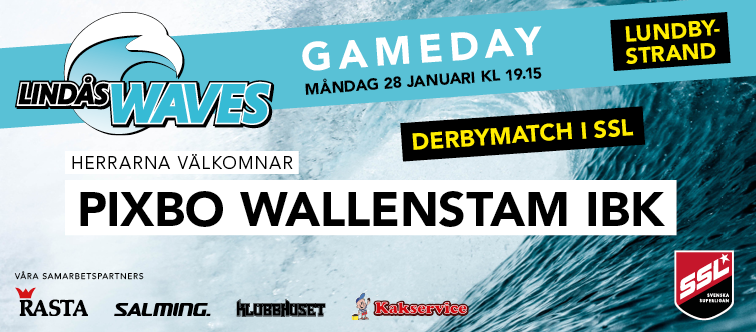 LINDÅS WAVES
GAMEDAY
MÅNDAG 28 JANUARI KL 19.15
LUNDBY-
STRAND
DERBYMATCH I SSL
HERRARNA VÄLKOMNAR
PIXBO WALLENSTAM IBK
VÅRA SAMARBETSPARTNERS
RASTA SALMING. KLUBBHUSET Kakservice
SSL
SVENSKA
SUPERLIGAN